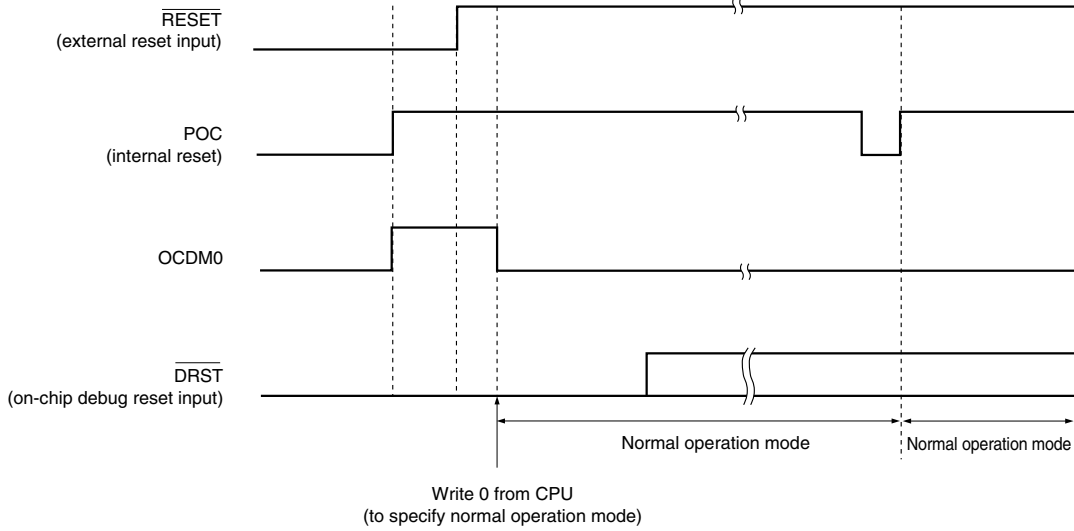 RESET
(external reset input)
POC
(internal reset)
OCDM0
DRST
(on-chip debug reset input)
Normal operation mode
Normal operation mode
Write 0 from CPU
(to specify normal operation mode)